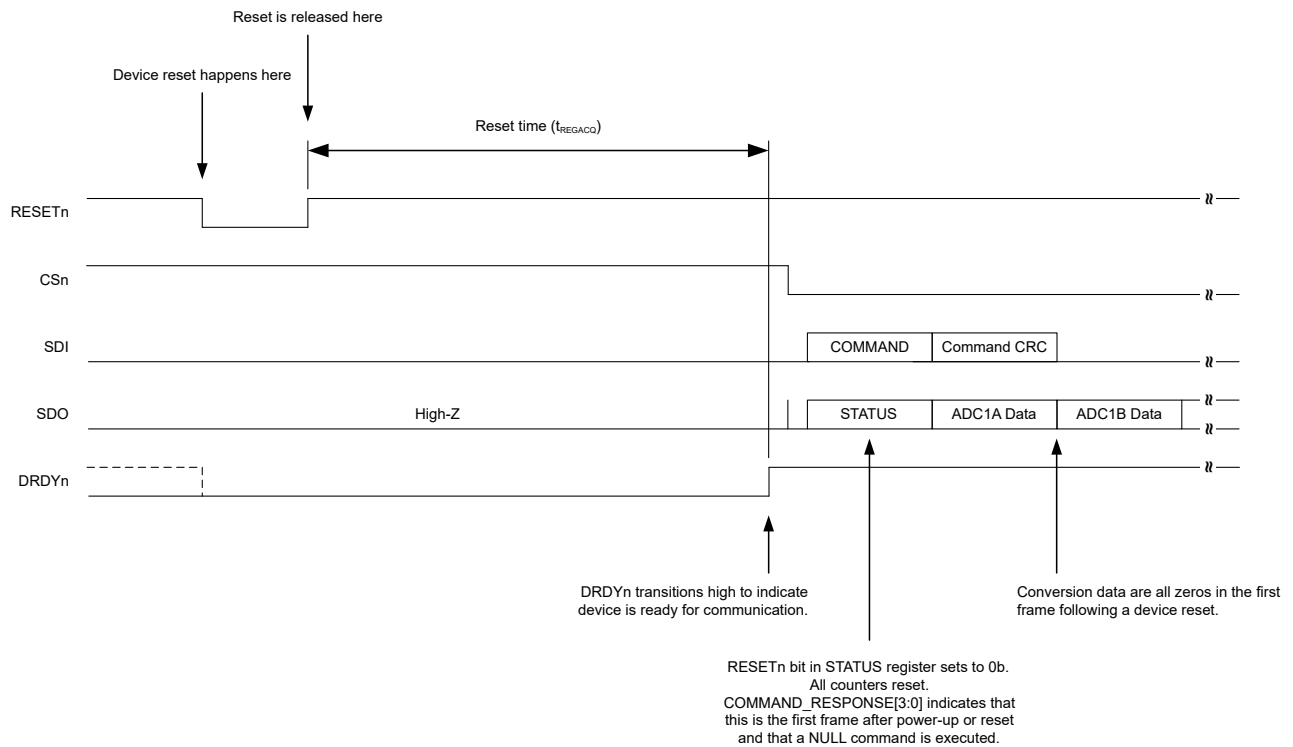 Reset is released here
Device reset happens here
Reset time (tREGACQ)
RESETn
CSn
SDI
COMMAND
Command CRC
SDO
High-Z
STATUS
ADC1A Data
ADC1B Data
DRDYn
DRDYn transitions high to indicate
device is ready for communication.
Conversion data are all zeros in the first
frame following a device reset.
RESETn bit in STATUS register sets to 0b.
All counters reset.
COMMAND_RESPONSE[3:0] indicates that
this is the first frame after power-up or reset
and that a NULL command is executed.